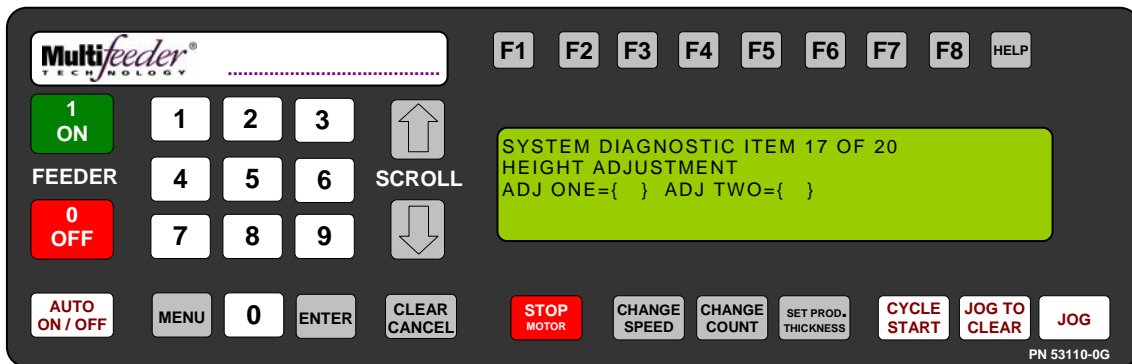 Multifeeder®
TECHNOLOGY
F1 F2 F3 F4 F5 F6 F7 F8 HELP
1
ON
1 2 3
FEEDER
4 5 6
SCROLL
0
OFF
7 8 9
SYSTEM DIAGNOSTIC ITEM 17 OF 20
HEIGHT ADJUSTMENT
ADJ ONE={ } ADJ TWO={ }
AUTO
ON / OFF
MENU
0
ENTER
CLEAR
CANCEL
STOP
MOTOR
CHANGE
SPEED
CHANGE
COUNT
SET PROD.
THICKNESS
CYCLE
START
JOG TO
CLEAR
JOG
PN 53110-0G